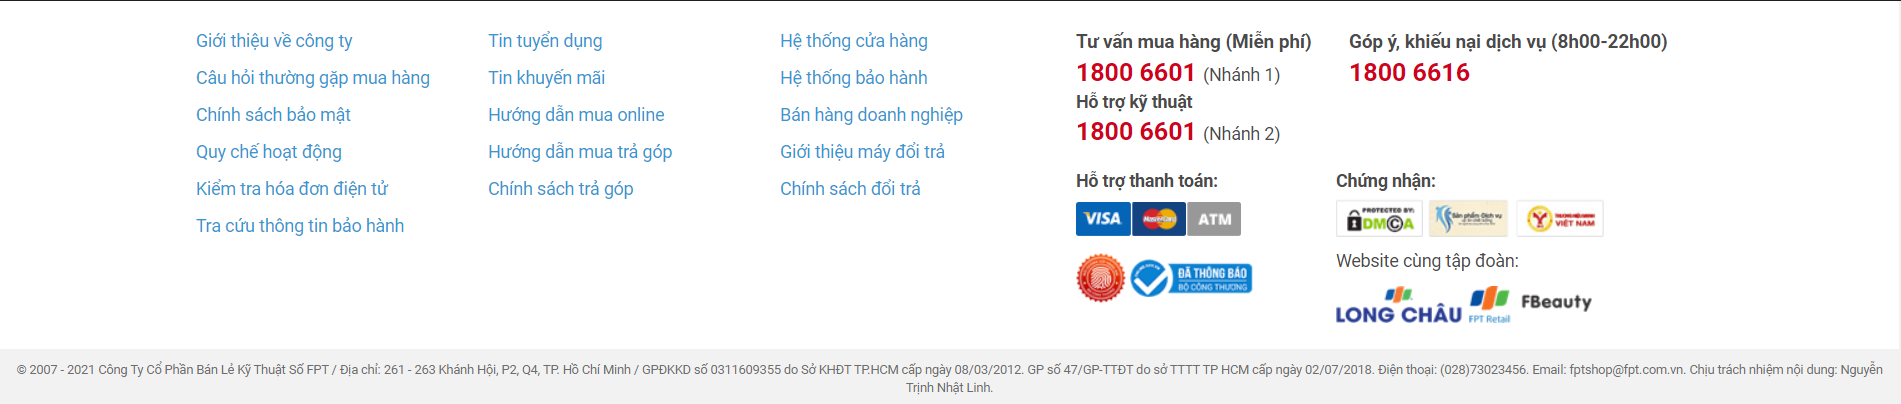 Giới thiệu về công ty
Câu hỏi thường gặp mua hàng
Chính sách bảo mật
Quy chế hoạt động
Kiểm tra hóa đơn điện tử
Tra cứu thông tin bảo hành
Tin tuyển dụng
Tin khuyến mãi
Hướng dẫn mua online
Hướng dẫn mua trả góp
Chính sách trả góp
Hệ thống cửa hàng
Hệ thống bảo hành
Bán hàng doanh nghiệp
Giới thiệu máy đổi trả
Chính sách đổi trả
Tư vấn mua hàng (Miễn phí)
1800 6601 (Nhánh 1)
Hỗ trợ kỹ thuật
1800 6601 (Nhánh 2)
Góp ý, khiếu nại dịch vụ (8h00-22h00)
1800 6616
Hỗ trợ thanh toán:
VISA MasterCard ATM
ĐÃ THÔNG BÁO
BỘ CÔNG THƯƠNG
Chứng nhận:
PROTECTED BY:
DMCA
Sản phẩm - Dịch vụ
THƯƠNG HIỆU MẠNH
VIỆT NAM
Website cùng tập đoàn:
LONG CHÂU
FPT Retail
FBeauty
© 2007 - 2021 Công Ty Cổ Phần Bán Lẻ Kỹ Thuật Số FPT / Địa chỉ: 261 - 263 Khánh Hội, P2, Q4, TP. Hồ Chí Minh / GPĐKKD số 0311609355 do Sở KHĐT TP.HCM cấp ngày 08/03/2012. GP số 47/GP-TTĐT do sở TTTT TP HCM cấp ngày 02/07/2018. Điện thoại: (028)73023456. Email: fptshop@fpt.com.vn. Chịu trách nhiệm nội dung: Nguyễn
Trịnh Nhật Linh.